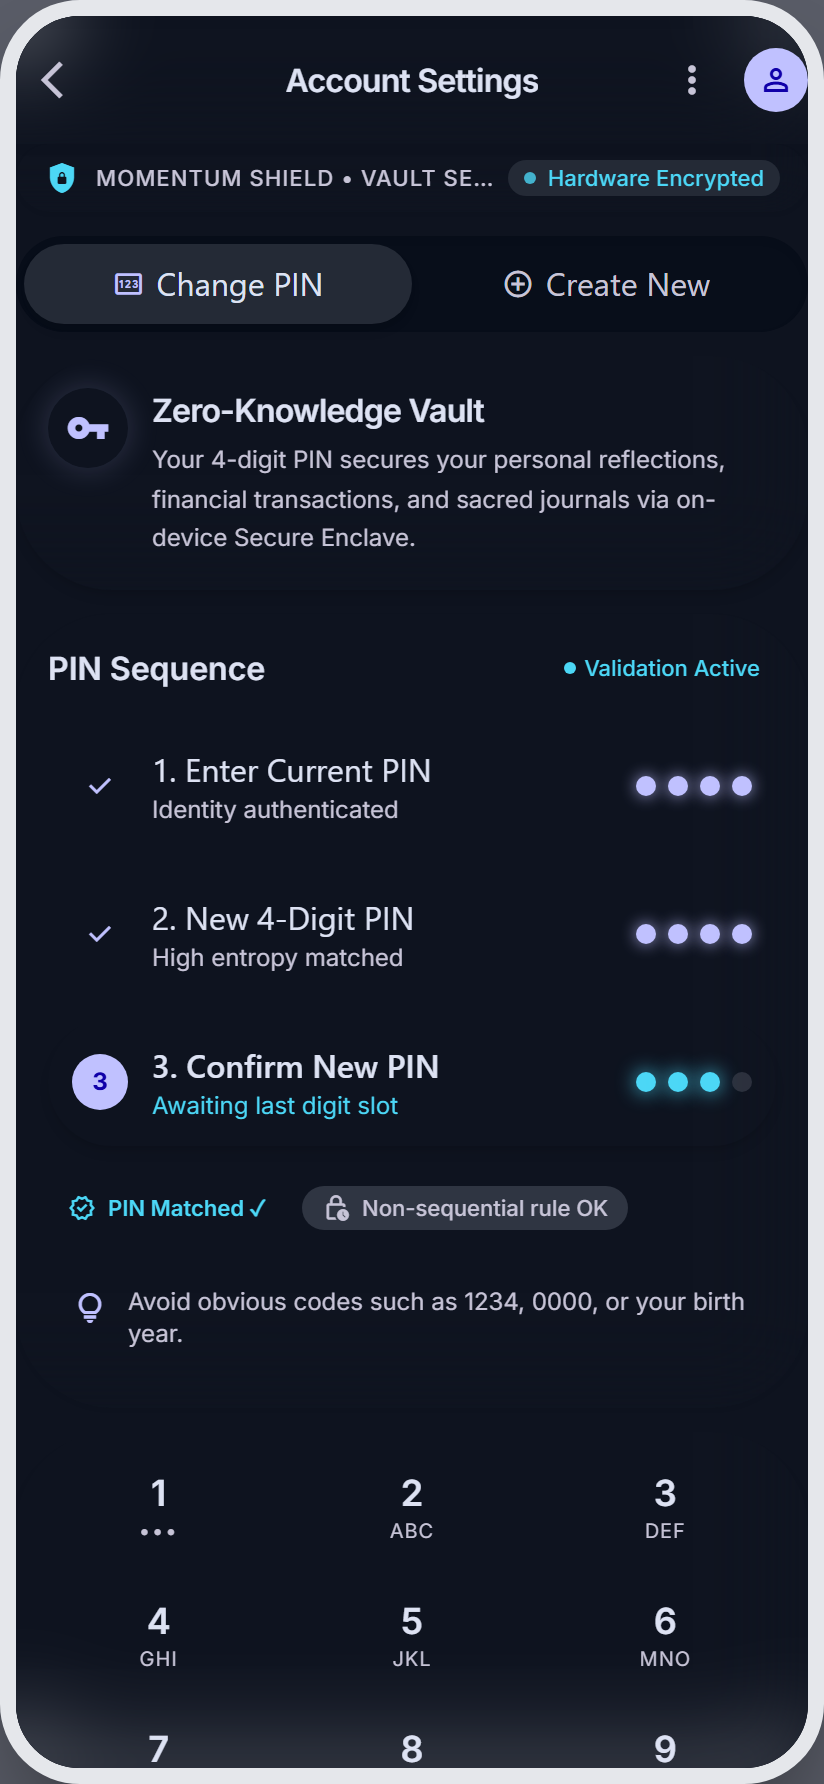 Account Settings
MOMENTUM SHIELD • VAULT SE...
Hardware Encrypted
123 Change PIN
Create New
Zero-Knowledge Vault
Your 4-digit PIN secures your personal reflections,
financial transactions, and sacred journals via on-
device Secure Enclave.
PIN Sequence
Validation Active
1. Enter Current PIN
Identity authenticated
2. New 4-Digit PIN
High entropy matched
3
3. Confirm New PIN
Awaiting last digit slot
PIN Matched ✓
Non-sequential rule OK
Avoid obvious codes such as 1234, 0000, or your birth
year.
1 2 3
••• ABC DEF
4 5 6
GHI JKL MNO
7 8 9